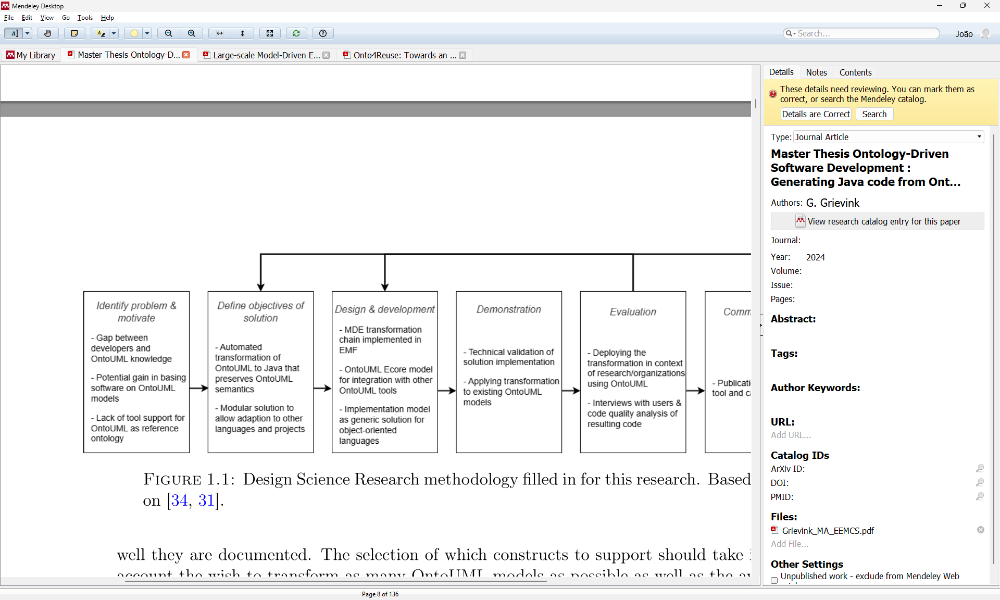 Mendeley Desktop
File Edit View Go Tools Help
Search...
João
My Library
Master Thesis Ontology-D...
Large-scale Model-Driven E...
Onto4Reuse: Towards an ...
Identify problem &
motivate
- Gap between
developers and
OntoUML knowledge
- Potential gain in basing
software on OntoUML
models
- Lack of tool support for
OntoUML as reference
ontology
Define objectives of
solution
- Automated
transformation of
OntoUML to Java that
preserves OntoUML
semantics
- Modular solution to
allow adaption to other
languages and projects
Design & development
- MDE transformation
chain implemented in
EMF
- OntoUML Ecore model
for integration with other
OntoUML tools
- Implementation model
as generic solution for
object-oriented
languages
Demonstration
- Technical validation of
solution implementation
- Applying transformation
to existing OntoUML
models
Evaluation
- Deploying the
transformation in context
of research/organizations
using OntoUML
- Interviews with users &
code quality analysis of
resulting code
Comm
- Publicati
tool and c
FIGURE 1.1: Design Science Research methodology filled in for this research. Based
on [34, 31].
well they are documented. The selection of which constructs to support should take
account the wish to transform as many OntoUML models as possible as well as the
Page 8 of 136
Details Notes Contents
These details need reviewing. You can mark them as
correct, or search the Mendeley catalog.
Details are Correct Search
Type: Journal Article
Master Thesis Ontology-Driven
Software Development :
Generating Java code from Ont...
Authors: G. Grievink
View research catalog entry for this paper
Journal:
Year: 2024
Volume:
Issue:
Pages:
Abstract:
Tags:
Author Keywords:
URL:
Add URL...
Catalog IDs
ArXiv ID:
DOI:
PMID:
Files:
Grievink_MA_EEMCS.pdf
Add File...
Other Settings
Unpublished work - exclude from Mendeley Web